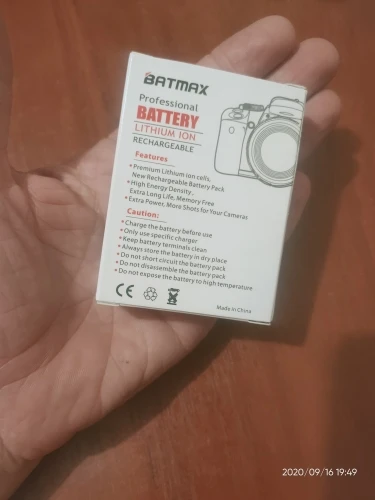 BATMAX
Professional
BATTERY
LITHIUM ION
RECHARGEABLE
Features
• Premium Lithium ion cells,
New Rechargeable Battery Pack
• High Energy Density,
Extra Long Life, Memory Free
• Extra Power, More Shots for Your Cameras
Caution:
• Charge the battery before use
• Only use specific charger
• Keep battery terminals clean
• Always store the battery in dry place
• Do not short circuit the battery pack
• Do not disassemble the battery pack
• Do not expose the battery to high temperature
CE
Made in China
2020/09/16 19:49